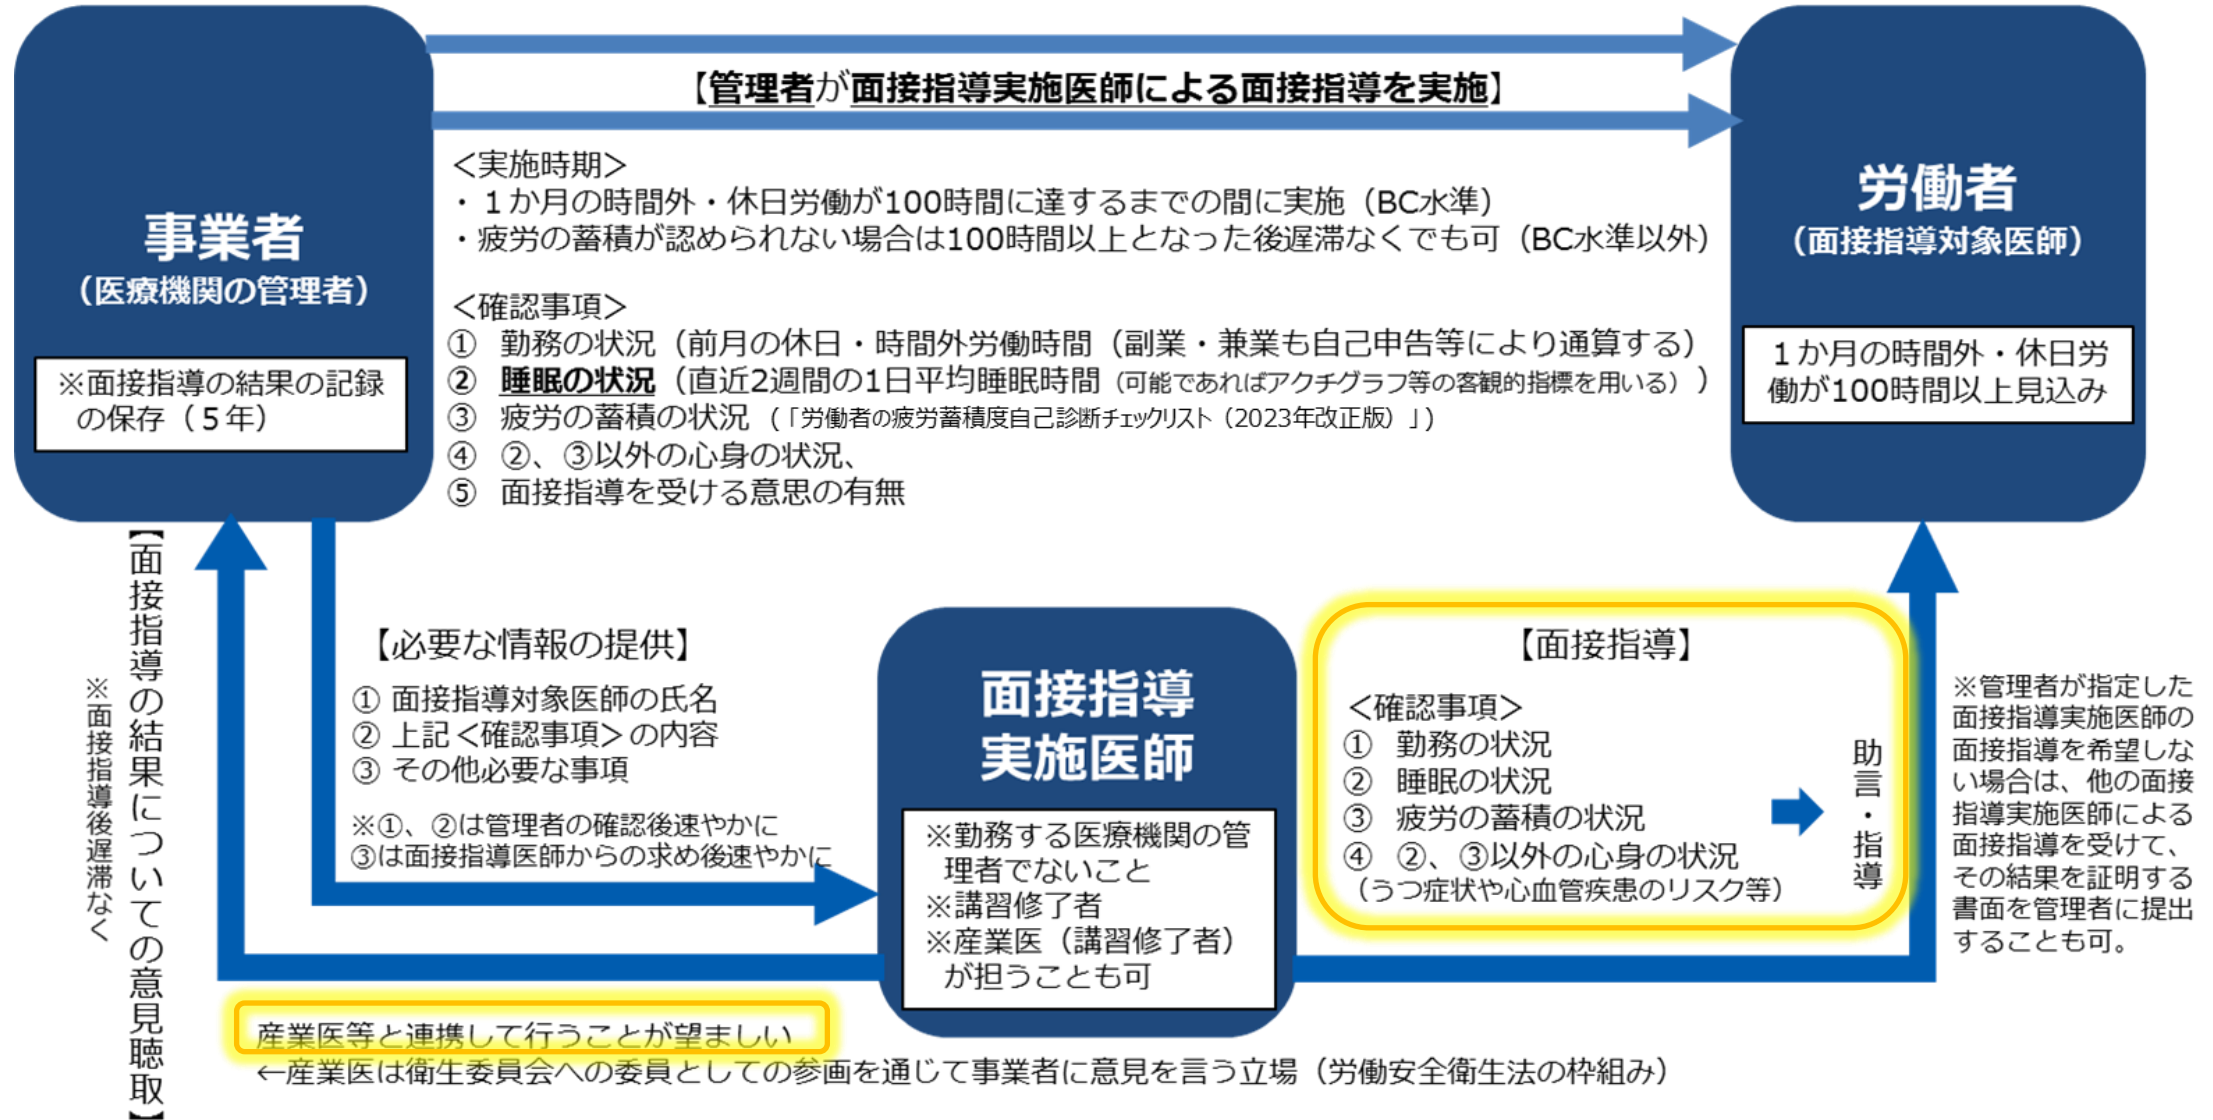 【管理者が面接指導実施医師による面接指導を実施】
事業者
（医療機関の管理者）
※面接指導の結果の記録
の保存（５年）
＜実施時期＞
・１か月の時間外・休日労働が100時間に達するまでの間に実施（BC水準）
・疲労の蓄積が認められない場合は100時間以上となった後遅滞なくでも可（BC水準以外）
＜確認事項＞
① 勤務の状況（前月の休日・時間外労働時間（副業・兼業も自己申告等により通算する）
② 睡眠の状況（直近2週間の1日平均睡眠時間（可能であればアクチグラフ等の客観的指標を用いる））
③ 疲労の蓄積の状況（「労働者の疲労蓄積度自己診断チェックリスト（2023年改正版）」）
④ ②、③以外の心身の状況、
⑤ 面接指導を受ける意思の有無
労働者
（面接指導対象医師）
１か月の時間外・休日労
働が100時間以上見込み
【面接指導の結果についての意見聴取】
※面接指導後遅滞なく
【必要な情報の提供】
① 面接指導対象医師の氏名
② 上記＜確認事項＞の内容
③ その他必要な事項
※①、②は管理者の確認後速やかに
③は面接指導医師からの求め後速やかに
面接指導
実施医師
※勤務する医療機関の管
理者でないこと
※講習修了者
※産業医（講習修了者）
が担うことも可
【面接指導】
＜確認事項＞
① 勤務の状況
② 睡眠の状況
③ 疲労の蓄積の状況
④ ②、③以外の心身の状況
（うつ症状や心血管疾患のリスク等）
助言・指導
※管理者が指定した
面接指導実施医師の
面接指導を希望しな
い場合は、他の面接
指導実施医師による
面接指導を受けて、
その結果を証明する
書面を管理者に提出
することも可。
産業医等と連携して行うことが望ましい
←産業医は衛生委員会への委員としての参画を通じて事業者に意見を言う立場（労働安全衛生法の枠組み）